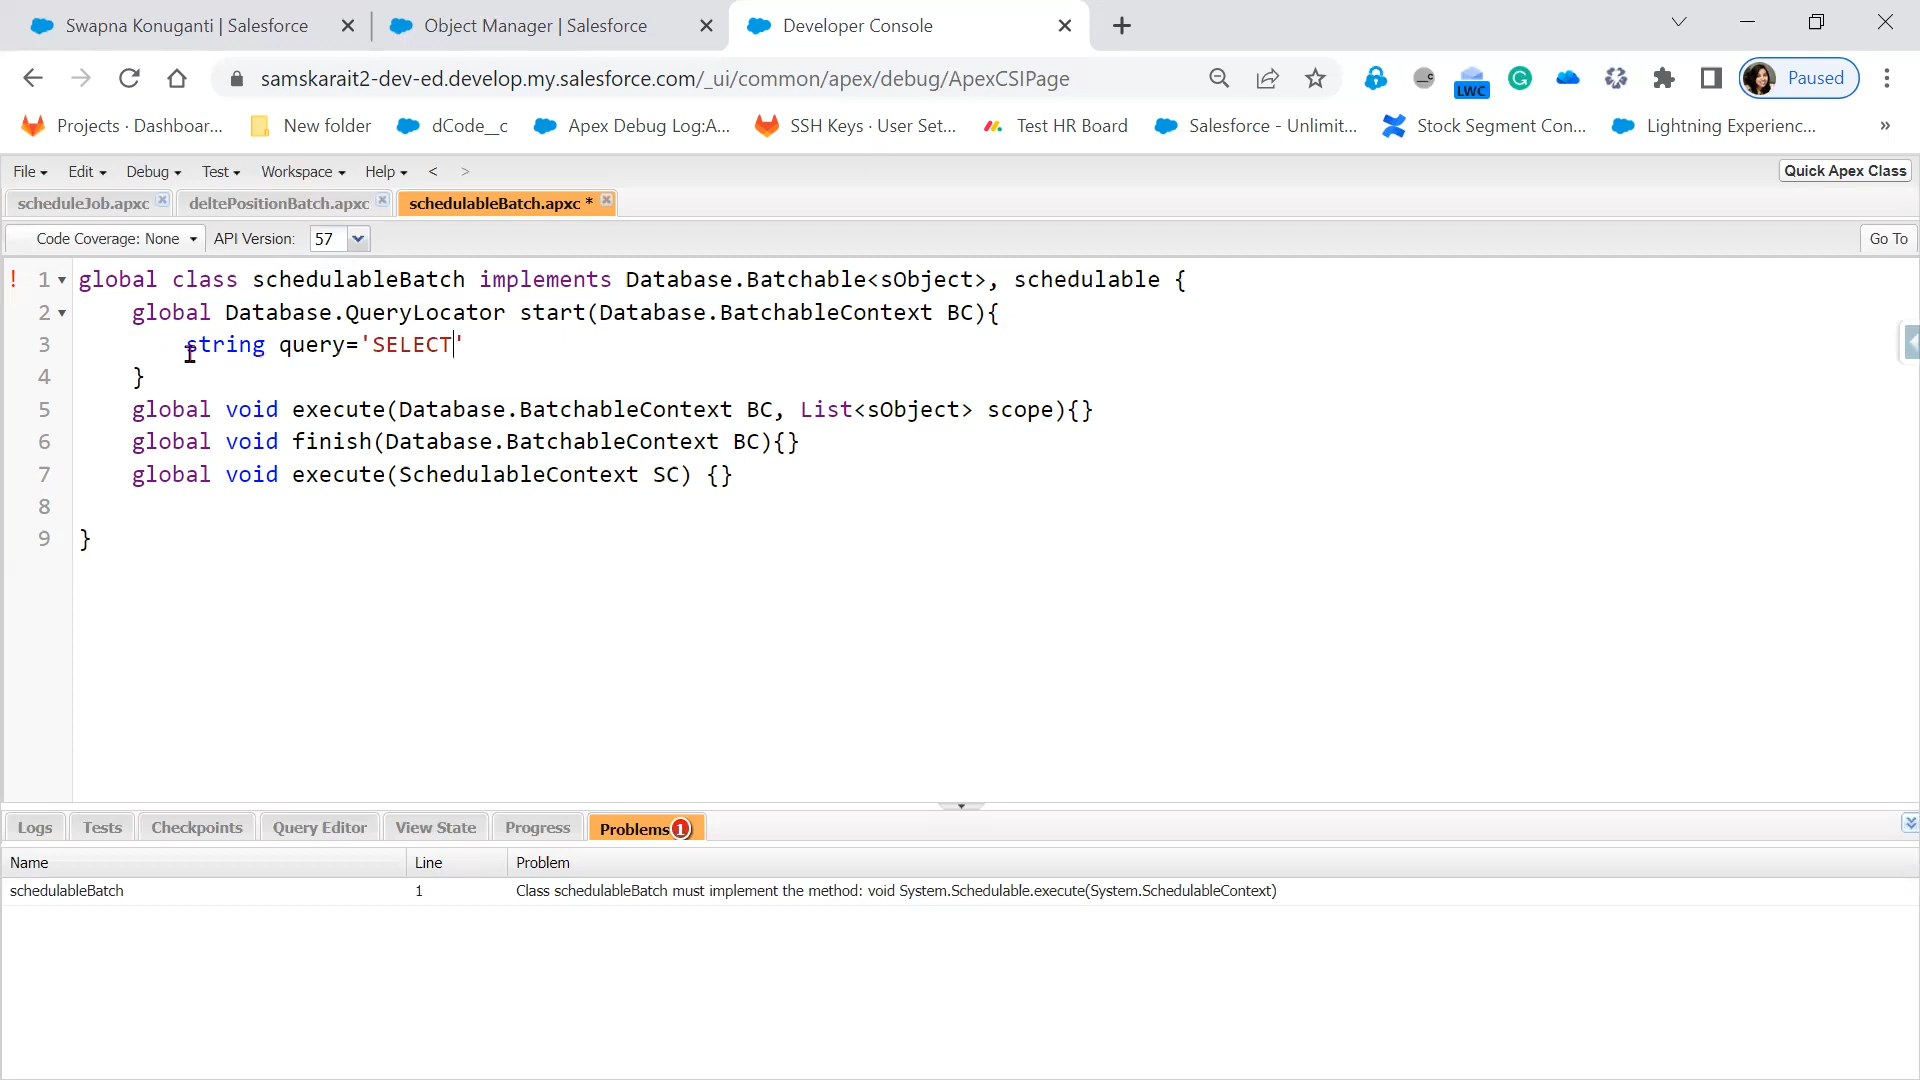 Swapna Konuganti | Salesforce
Object Manager | Salesforce
Developer Console
samskarait2-dev-ed.develop.my.salesforce.com/_ui/common/apex/debug/ApexCSIPage
LWC
Paused
Projects · Dashboar...
New folder
dCode__c
Apex Debug Log:A...
SSH Keys · User Set...
Test HR Board
Salesforce - Unlimit...
Stock Segment Con...
Lightning Experienc...
»
File
Edit
Debug
Test
Workspace
Help
<
>
Quick Apex Class
scheduleJob.apxc
deltePositionBatch.apxc
schedulableBatch.apxc *
Code Coverage: None
API Version:
57
Go To
! 1 global class schedulableBatch implements Database.Batchable<sObject>, schedulable {
2 global Database.QueryLocator start(Database.BatchableContext BC){
3 string query='SELECT'
4 }
5 global void execute(Database.BatchableContext BC, List<sObject> scope){}
6 global void finish(Database.BatchableContext BC){}
7 global void execute(SchedulableContext SC) {}
8
9 }
Logs
Tests
Checkpoints
Query Editor
View State
Progress
Problems 1
Name Line Problem
schedulableBatch 1 Class schedulableBatch must implement the method: void System.Schedulable.execute(System.SchedulableContext)